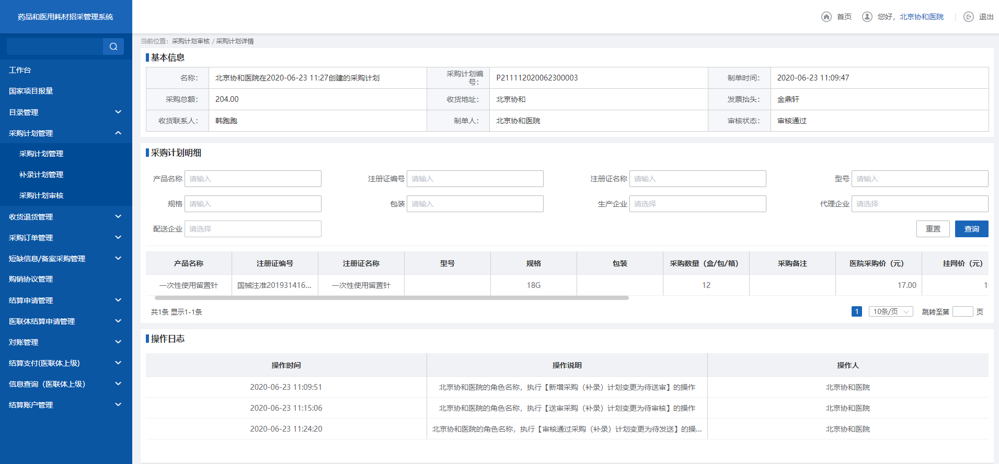 药品和医用耗材招采管理系统
首页
您好，北京协和医院
退出
当前位置：采购计划审核 / 采购计划详情
工作台
国家项目报量
目录管理
采购计划管理
采购计划管理
补录计划管理
采购计划审核
收货退货管理
采购订单管理
短缺信息/备案采购管理
购销协议管理
结算申请管理
医联体结算申请管理
对账管理
结算支付(医联体上级)
信息查询（医联体上级）
结算账户管理
基本信息
名称： 北京协和医院在2020-06-23 11:27创建的采购计划 采购计划编号： P211112020062300003 制单时间： 2020-06-23 11:09:47
采购总额： 204.00 收货地址： 北京协和 发票抬头： 金鼎轩
收货联系人： 韩跑跑 制单人： 北京协和医院 审核状态： 审核通过
采购计划明细
产品名称 请输入 注册证编号 请输入 注册证名称 请输入 型号 请输入
规格 请输入 包装 请输入 生产企业 请选择 代理企业 请选择
配送企业 请选择 重置 查询
产品名称 注册证编号 注册证名称 型号 规格 包装 采购数量（盒/包/箱） 采购备注 医院采购价（元） 挂网价（元）
一次性使用留置针 国械注准201931416... 一次性使用留置针 18G 12 17.00
共1条 显示1-1条 1 10条/页 跳转至第 页
操作日志
操作时间 操作说明 操作人
2020-06-23 11:09:51 北京协和医院的角色名称，执行【新增采购（补录）计划变更为待送审】的操作 北京协和医院
2020-06-23 11:15:06 北京协和医院的角色名称，执行【送审采购（补录）计划变更为待审核】的操作 北京协和医院
2020-06-23 11:24:20 北京协和医院的角色名称，执行【审核通过采购（补录）计划变更为待发送】的操... 北京协和医院